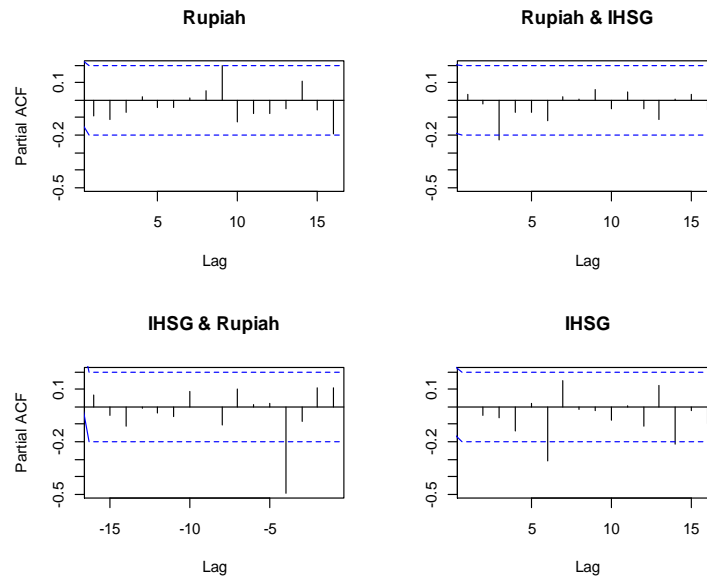 Rupiah
Partial ACF
0.1
-0.2
-0.5
5
10
15
Lag
Rupiah & IHSG
0.1
-0.2
-0.5
5
10
15
Lag
IHSG & Rupiah
Partial ACF
0.1
-0.2
-0.5
-15
-10
-5
Lag
IHSG
0.1
-0.2
-0.5
5
10
15
Lag